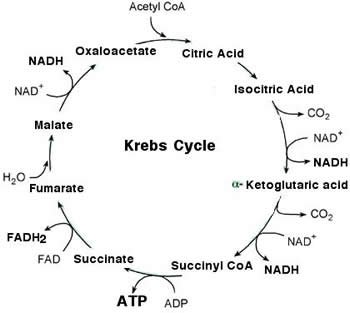 Acetyl CoA
Oxaloacetate
Citric Acid
Isocitric Acid
CO2
NAD+
NADH
α- Ketoglutaric acid
CO2
NAD+
NADH
Succinyl CoA
ADP
ATP
Succinate
FAD
FADH2
Fumarate
H2O
Malate
NAD+
NADH
Krebs Cycle